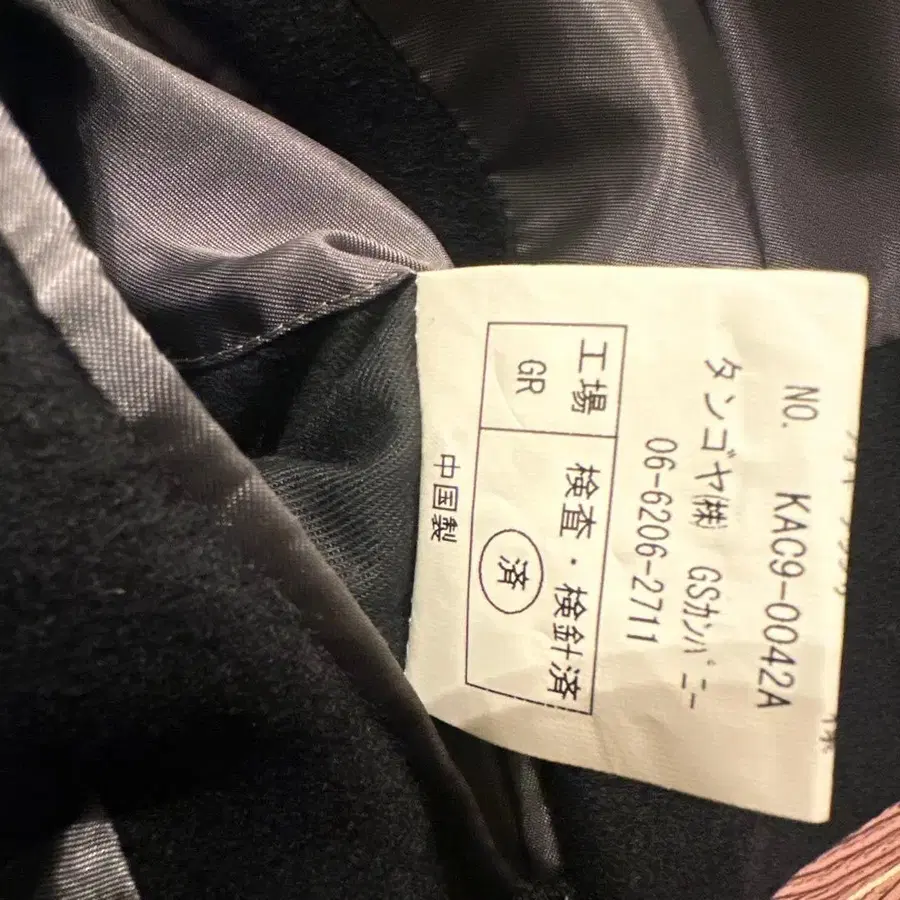 NO. KAC9-0042A
タンゴヤ㈱ GSｶﾝﾊﾟﾆｰ
06-6206-2711
工場 検査・検針済
GR 済
中国製